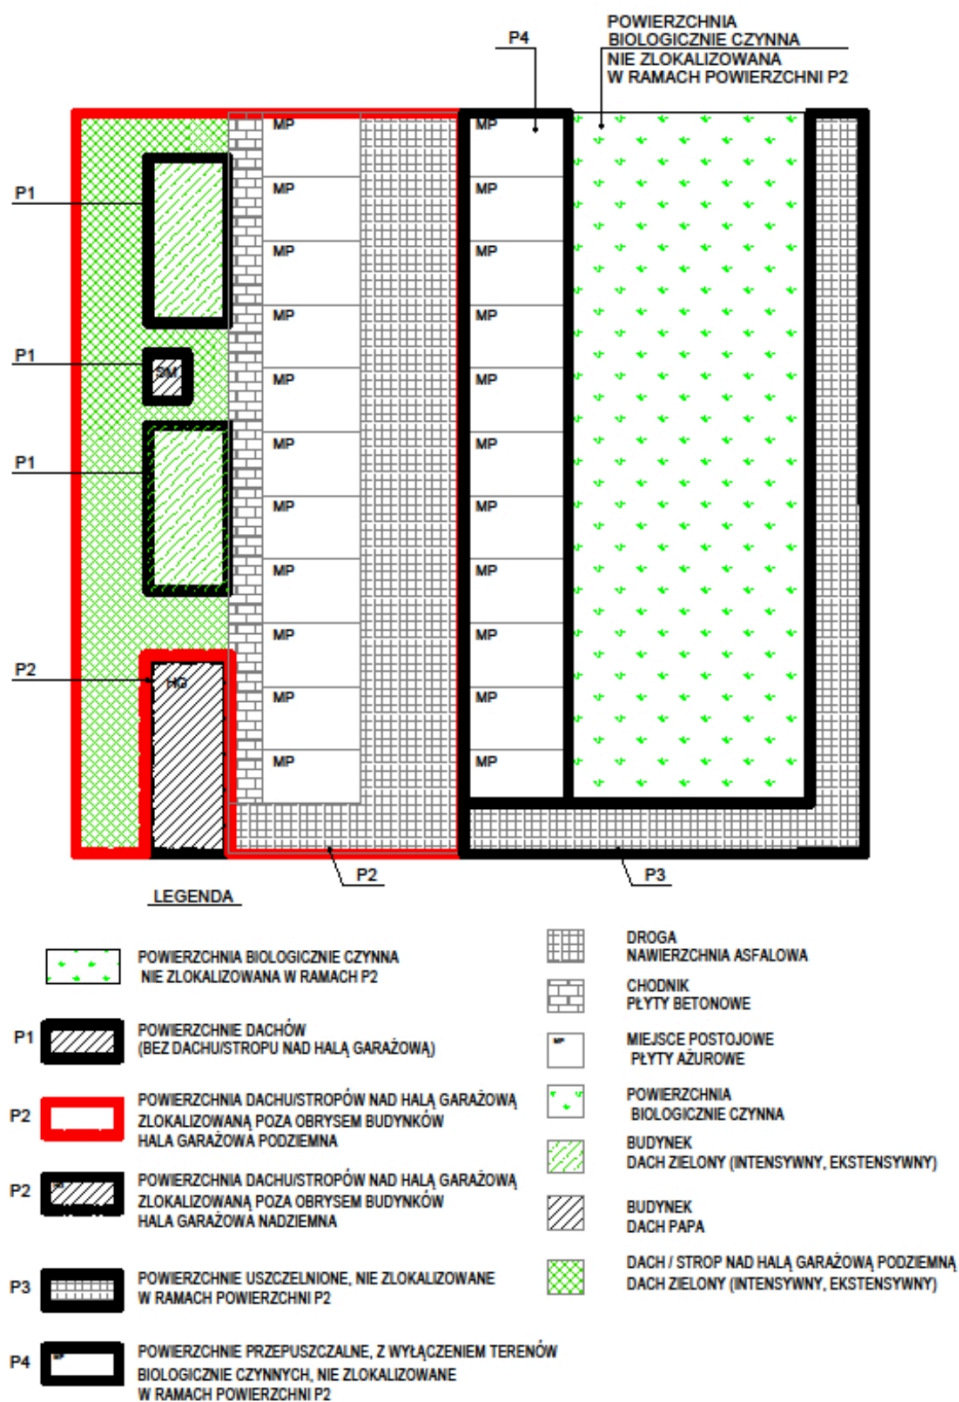 POWIERZCHNIA
BIOLOGICZNIE CZYNNA
NIE ZLOKALIZOWANA
W RAMACH POWIERZCHNI P2
P4
MP
MP
P1
MP
MP
MP
MP
MP
MP
P1
SM
MP
MP
MP
MP
P1
MP
MP
MP
MP
MP
MP
P2
HG
MP
MP
MP
MP
P2
P3
LEGENDA
POWIERZCHNIA BIOLOGICZNIE CZYNNA
NIE ZLOKALIZOWANA W RAMACH P2
P1
POWIERZCHNIE DACHÓW
(BEZ DACHU/STROPU NAD HALĄ GARAŻOWĄ)
P2
POWIERZCHNIA DACHU/STROPÓW NAD HALĄ GARAŻOWĄ
ZLOKALIZOWANĄ POZA OBRYSEM BUDYNKÓW
HALA GARAŻOWA PODZIEMNA
P2
POWIERZCHNIA DACHU/STROPÓW NAD HALĄ GARAŻOWĄ
ZLOKALIZOWANĄ POZA OBRYSEM BUDYNKÓW
HALA GARAŻOWA NADZIEMNA
P3
POWIERZCHNIE USZCZELNIONE, NIE ZLOKALIZOWANE
W RAMACH POWIERZCHNI P2
P4
MP
POWIERZCHNIE PRZEPUSZCZALNE, Z WYŁĄCZENIEM TERENÓW
BIOLOGICZNIE CZYNNYCH, NIE ZLOKALIZOWANE
W RAMACH POWIERZCHNI P2
DROGA
NAWIERZCHNIA ASFALOWA
CHODNIK
PŁYTY BETONOWE
MP
MIEJSCE POSTOJOWE
PŁYTY AŻUROWE
POWIERZCHNIA
BIOLOGICZNIE CZYNNA
BUDYNEK
DACH ZIELONY (INTENSYWNY, EKSTENSYWNY)
BUDYNEK
DACH PAPA
DACH / STROP NAD HALĄ GARAŻOWĄ PODZIEMNĄ
DACH ZIELONY (INTENSYWNY, EKSTENSYWNY)